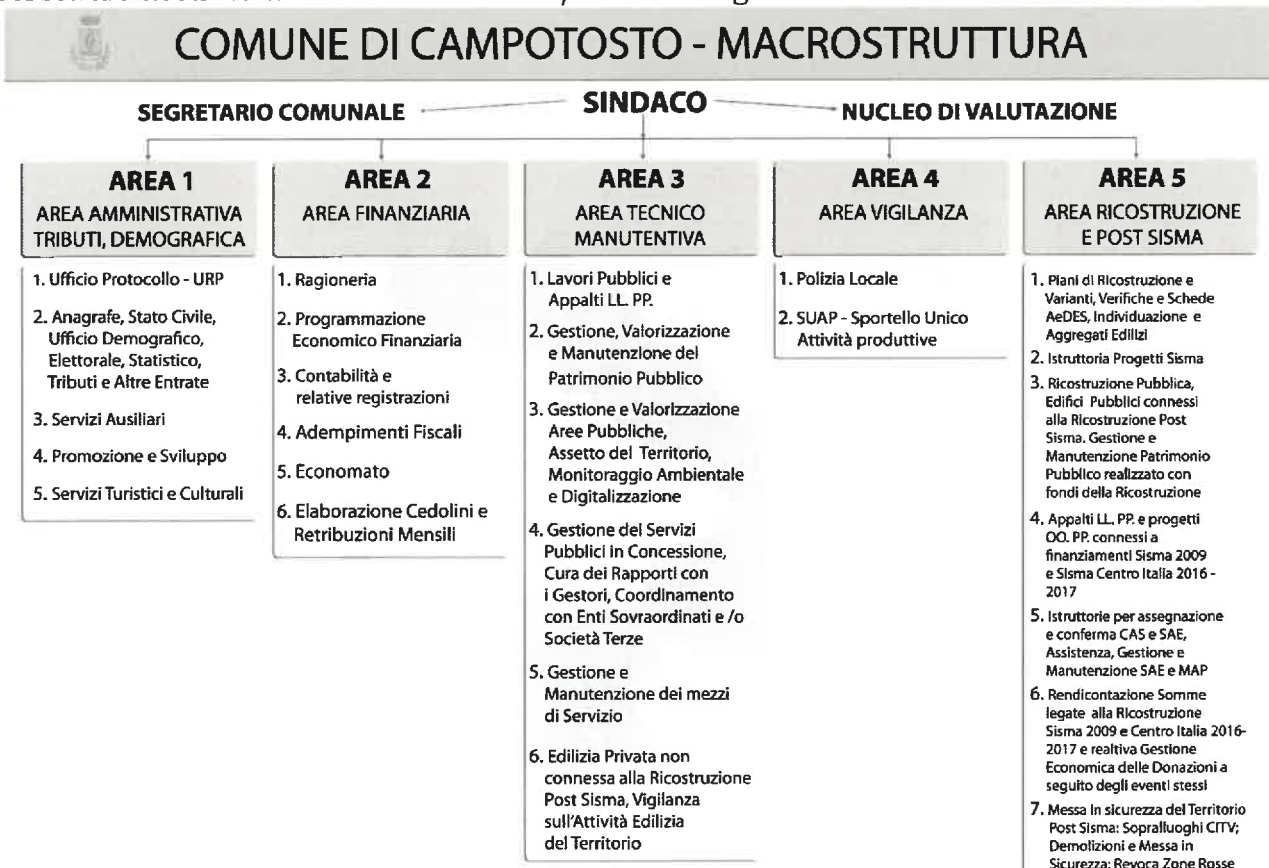 COMUNE DI CAMPOTOSTO - MACROSTRUTTURA
SEGRETARIO COMUNALE
SINDACO
NUCLEO DI VALUTAZIONE
AREA 1
AREA AMMINISTRATIVA
TRIBUTI, DEMOGRAFICA
1. Ufficio Protocollo - URP
2. Anagrafe, Stato Civile,
Ufficio Demografico,
Elettorale, Statistico,
Tributi e Altre Entrate
3. Servizi Ausiliari
4. Promozione e Sviluppo
5. Servizi Turistici e Culturali
AREA 2
AREA FINANZIARIA
1. Ragioneria
2. Programmazione
Economico Finanziaria
3. Contabilità e
relative registrazioni
4. Adempimenti Fiscali
5. Economato
6. Elaborazione Cedolini e
Retribuzioni Mensili
AREA 3
AREA TECNICO
MANUTENTIVA
1. Lavori Pubblici e
Appalti LL. PP.
2. Gestione, Valorizzazione
e Manutenzione del
Patrimonio Pubblico
3. Gestione e Valorizzazione
Aree Pubbliche,
Assetto del Territorio,
Monitoraggio Ambientale
e Digitalizzazione
4. Gestione dei Servizi
Pubblici in Concessione,
Cura dei Rapporti con
i Gestori, Coordinamento
con Enti Sovraordinati e /o
Società Terze
5. Gestione e
Manutenzione dei mezzi
di Servizio
6. Edilizia Privata non
connessa alla Ricostruzione
Post Sisma, Vigilanza
sull'Attività Edilizia
del Territorio
AREA 4
AREA VIGILANZA
1. Polizia Locale
2. SUAP - Sportello Unico
Attività produttive
AREA 5
AREA RICOSTRUZIONE
E POST SISMA
1. Piani di Ricostruzione e
Varianti, Verifiche e Schede
AeDES, Individuazione e
Aggregati Edilizi
2. Istruttoria Progetti Sisma
3. Ricostruzione Pubblica,
Edifici Pubblici connessi
alla Ricostruzione Post
Sisma. Gestione e
Manutenzione Patrimonio
Pubblico realizzato con
fondi della Ricostruzione
4. Appalti LL. PP. e progetti
OO. PP. connessi a
finanziamenti Sisma 2009
e Sisma Centro Italia 2016 -
2017
5. Istruttorie per assegnazione
e conferma CAS e SAE,
Assistenza, Gestione e
Manutenzione SAE e MAP
6. Rendicontazione Somme
legate alla Ricostruzione
Sisma 2009 e Centro Italia 2016-
2017 e realtiva Gestione
Economica delle Donazioni a
seguito degli eventi stessi
7. Messa in sicurezza del Territorio
Post Sisma: Sopralluoghi CITV;
Demolizioni e Messa in
Sicurezza; Revoca Zone Rosse